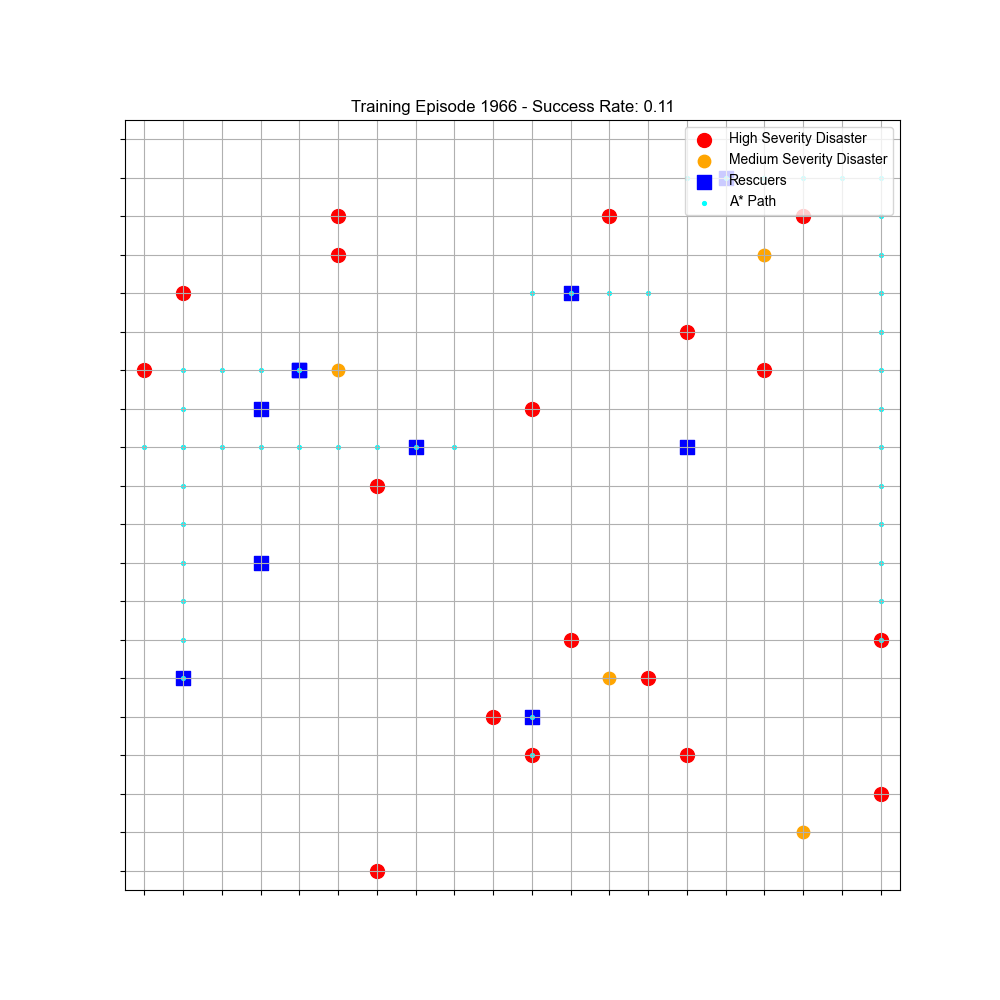 Training Episode 1966 - Success Rate: 0.11
High Severity Disaster
Medium Severity Disaster
Rescuers
A* Path